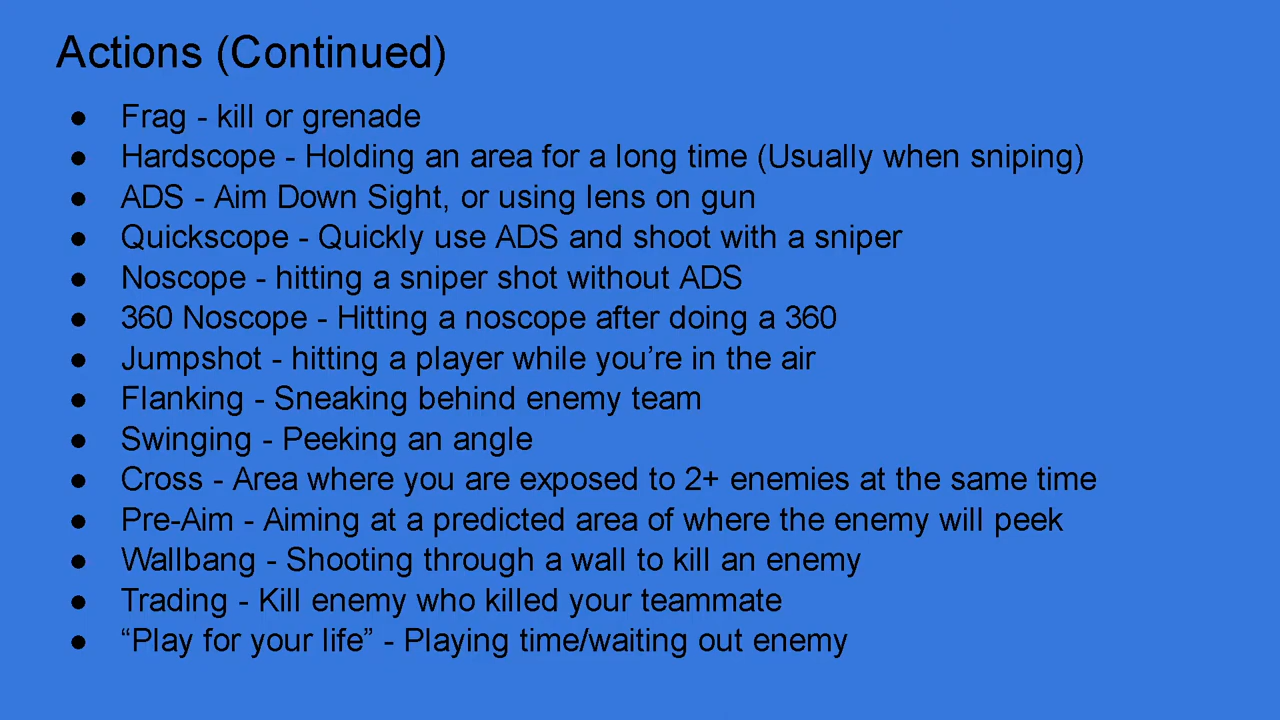 Actions (Continued)
● Frag - kill or grenade
● Hardscope - Holding an area for a long time (Usually when sniping)
● ADS - Aim Down Sight, or using lens on gun
● Quickscope - Quickly use ADS and shoot with a sniper
● Noscope - hitting a sniper shot without ADS
● 360 Noscope - Hitting a noscope after doing a 360
● Jumpshot - hitting a player while you’re in the air
● Flanking - Sneaking behind enemy team
● Swinging - Peeking an angle
● Cross - Area where you are exposed to 2+ enemies at the same time
● Pre-Aim - Aiming at a predicted area of where the enemy will peek
● Wallbang - Shooting through a wall to kill an enemy
● Trading - Kill enemy who killed your teammate
● “Play for your life” - Playing time/waiting out enemy